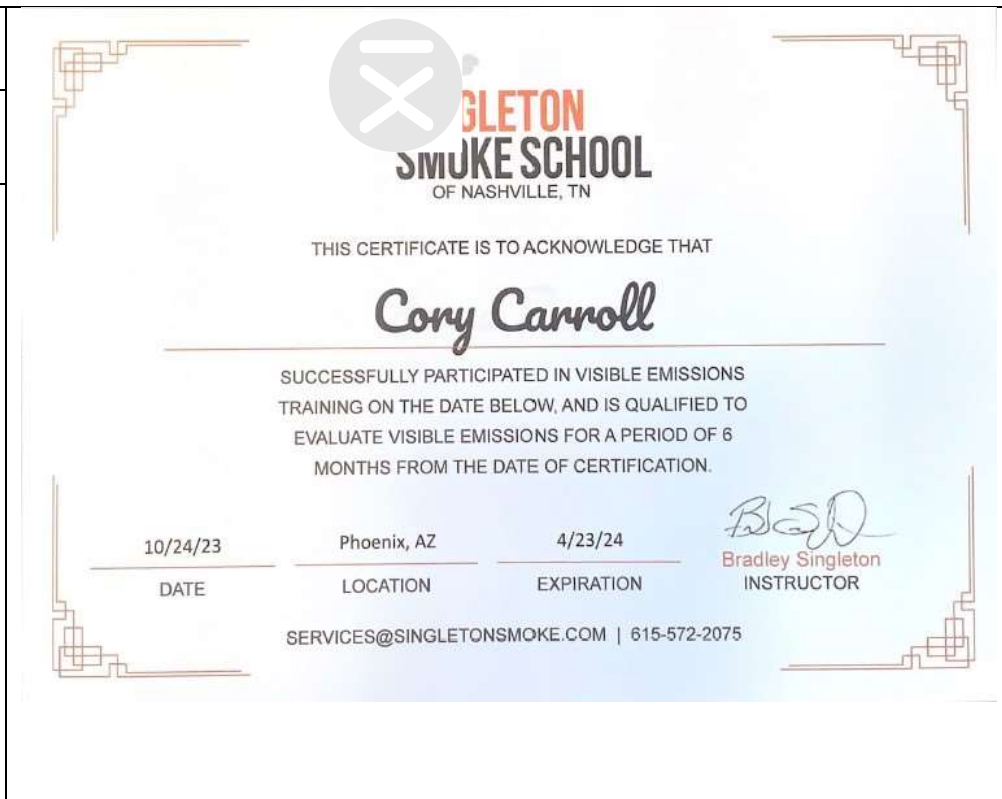 GLETON
SMOKE SCHOOL
OF NASHVILLE, TN
THIS CERTIFICATE IS TO ACKNOWLEDGE THAT
Cory Carroll
SUCCESSFULLY PARTICIPATED IN VISIBLE EMISSIONS
TRAINING ON THE DATE BELOW, AND IS QUALIFIED TO
EVALUATE VISIBLE EMISSIONS FOR A PERIOD OF 6
MONTHS FROM THE DATE OF CERTIFICATION.
10/24/23 Phoenix, AZ 4/23/24
Bradley Singleton
DATE LOCATION EXPIRATION INSTRUCTOR
SERVICES@SINGLETONSMOKE.COM | 615-572-2075